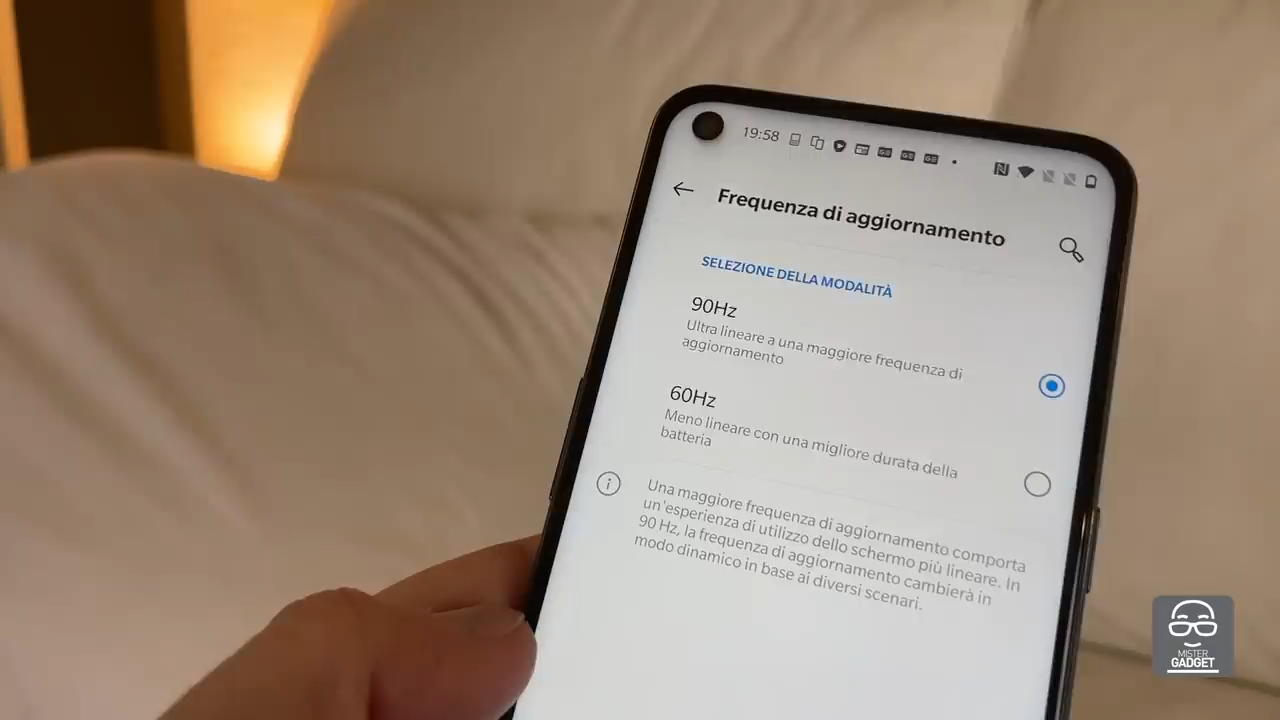 19:58
Frequenza di aggiornamento
SELEZIONE DELLA MODALITÀ
90Hz
Ultra lineare a una maggiore frequenza di
aggiornamento
60Hz
Meno lineare con una migliore durata della
batteria
Una maggiore frequenza di aggiornamento comporta
un'esperienza di utilizzo dello schermo più lineare. In
90 Hz, la frequenza di aggiornamento cambierà in
modo dinamico in base ai diversi scenari.
MISTER
GADGET